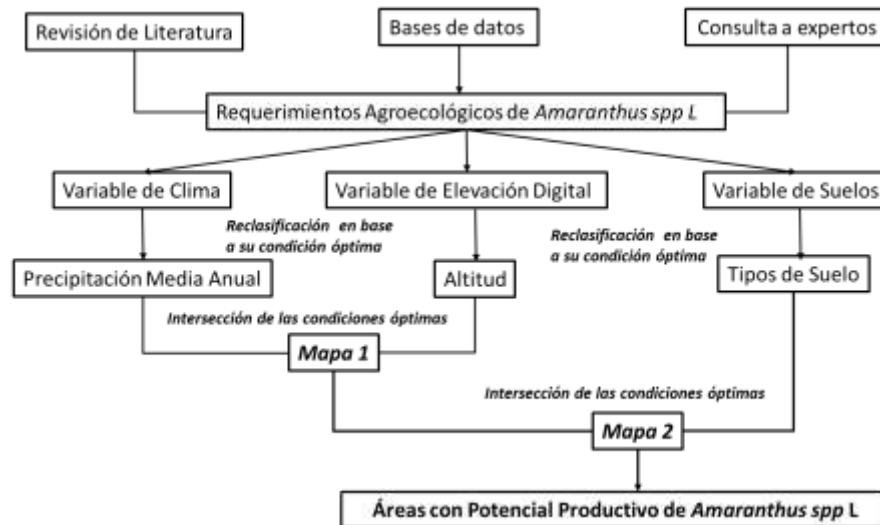 Revisión de Literatura
Bases de datos
Consulta a expertos
Requerimientos Agroecológicos de Amaranthus spp L
Variable de Clima
Variable de Elevación Digital
Variable de Suelos
Reclasificación en base
a su condición óptima
Reclasificación en base
a su condición óptima
Precipitación Media Anual
Altitud
Tipos de Suelo
Intersección de las condiciones óptimas
Mapa 1
Intersección de las condiciones óptimas
Mapa 2
Áreas con Potencial Productivo de Amaranthus spp L